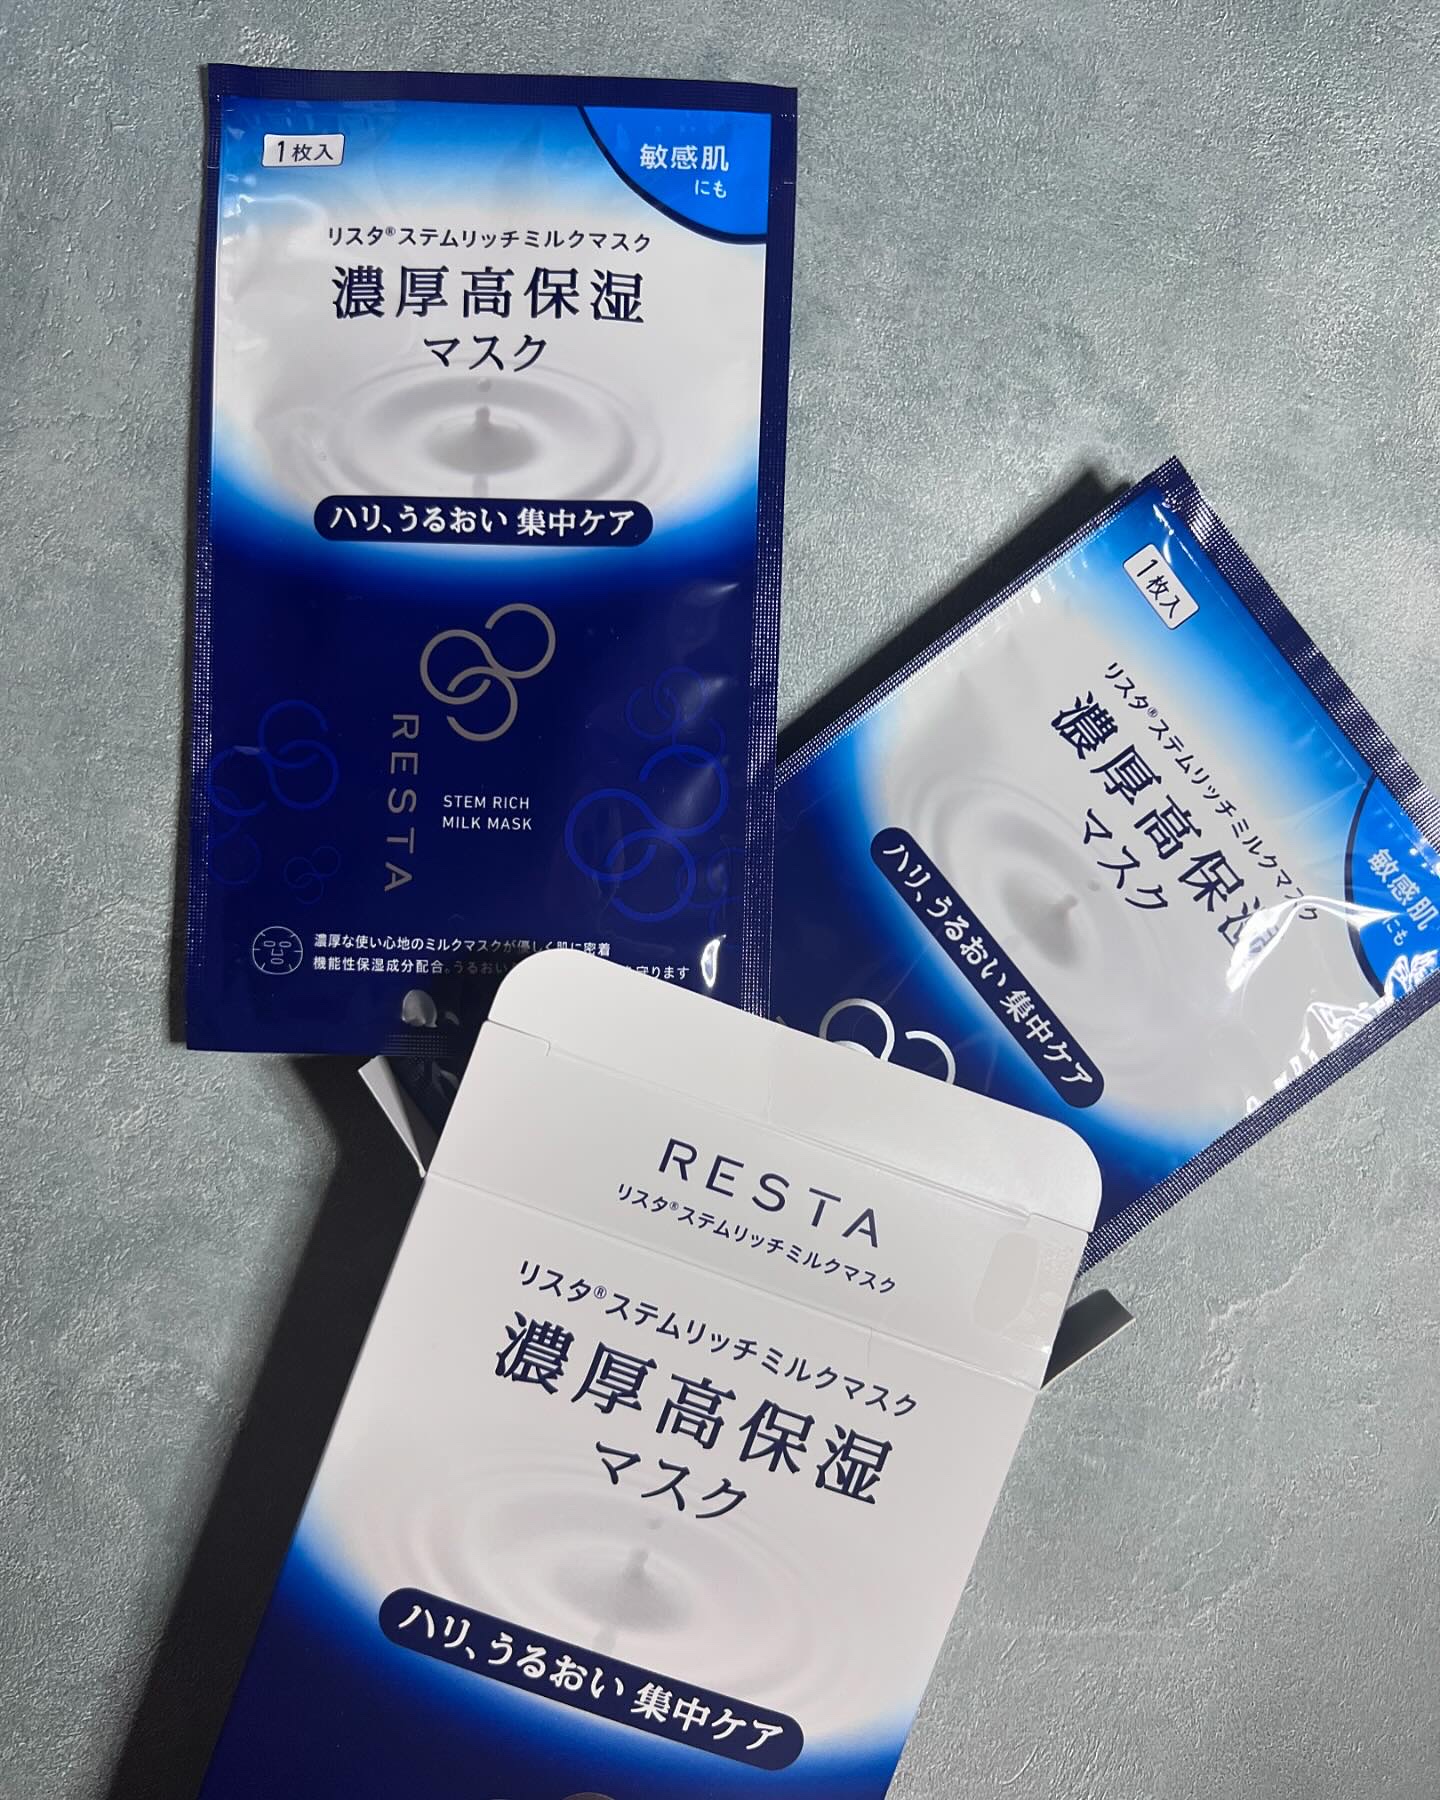 1枚入
敏感肌
にも
リスタ®ステムリッチミルクマスク
濃厚高保湿
マスク
ハリ、うるおい 集中ケア
RESTA
STEM RICH
MILK MASK
濃厚な使い心地のミルクマスクが優しく肌に密着
機能性保湿成分配合。うるおい
守ります
1枚入
敏感肌
にも
リスタ®ステムリッチミルクマスク
濃厚高保湿
マスク
ハリ、うるおい 集中ケア
RESTA
リスタ®ステムリッチミルクマスク
リスタ®ステムリッチミルクマスク
濃厚高保湿
マスク
ハリ、うるおい 集中ケア